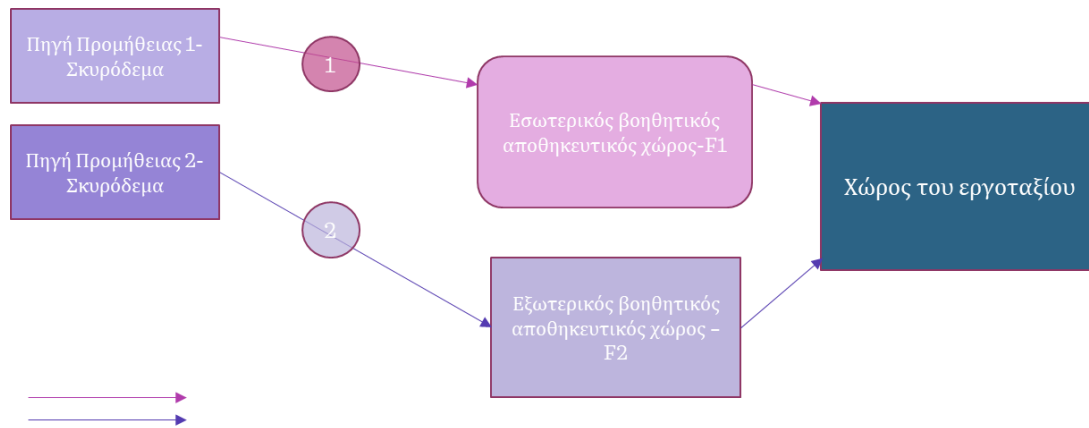 Πηγή Προμήθειας 1-
Σκυρόδεμα
1
Εσωτερικός βοηθητικός
αποθηκευτικός χώρος-F1
Πηγή Προμήθειας 2-
Σκυρόδεμα
2
Εξωτερικός βοηθητικός
αποθηκευτικός χώρος –
F2
Χώρος του εργοταξίου